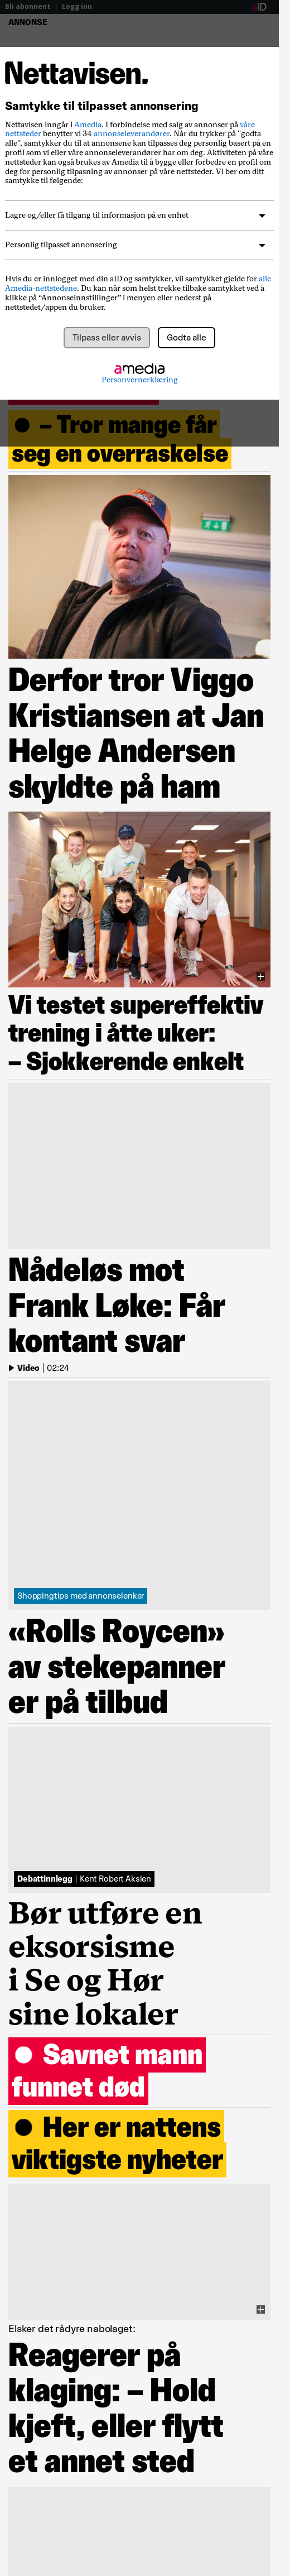 Bli abonnent | Logg inn
aID
ANNONSE
Nettavisen.
Samtykke til tilpasset annonsering
Nettavisen inngår i Amedia. I forbindelse med salg av annonser på våre
nettsteder benytter vi 34 annonseleverandører. Når du trykker på "godta
alle", samtykker du til at annonsene kan tilpasses deg personlig basert på en
profil som vi eller våre annonseleverandører har om deg. Aktiviteten på våre
nettsteder kan også brukes av Amedia til å bygge eller forbedre en profil om
deg for personlig tilpasning av annonser på våre nettsteder. Vi ber om ditt
samtykke til følgende:
Lagre og/eller få tilgang til informasjon på en enhet
Personlig tilpasset annonsering
Hvis du er innlogget med din aID og samtykker, vil samtykket gjelde for alle
Amedia-nettstedene. Du kan når som helst trekke tilbake samtykket ved å
klikke på “Annonseinnstillinger” i menyen eller nederst på
nettstedet/appen du bruker.
Tilpass eller avvis
Godta alle
amedia
Personvernerklæring
– Tror mange får
seg en overraskelse
Derfor tror Viggo
Kristiansen at Jan
Helge Andersen
skyldte på ham
Vi testet supereffektiv
trening i åtte uker:
– Sjokkerende enkelt
Nådeløs mot
Frank Løke: Får
kontant svar
Video | 02:24
Shoppingtips med annonselenker
«Rolls Roycen»
av stekepanner
er på tilbud
Debattinnlegg | Kent Robert Akslen
Bør utføre en
eksorsisme
i Se og Hør
sine lokaler
Savnet mann
funnet død
Her er nattens
viktigste nyheter
Elsker det rådyre nabolaget:
Reagerer på
klaging: – Hold
kjeft, eller flytt
et annet sted